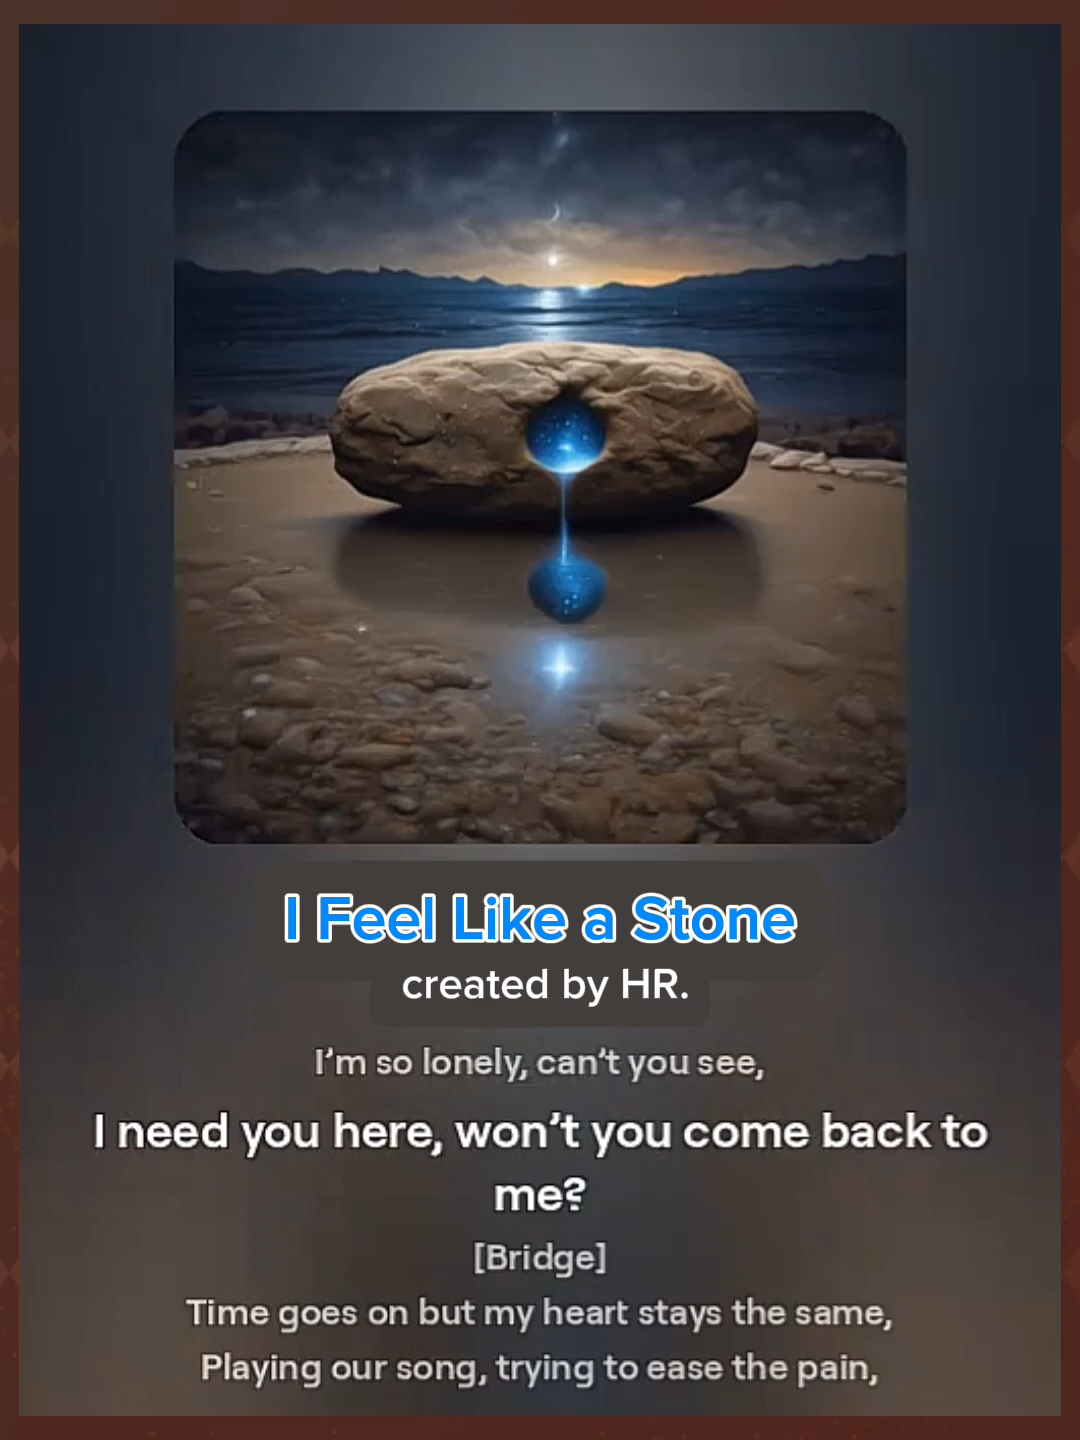 I Feel Like a Stone
created by HR.
I’m so lonely, can’t you see,
I need you here, won’t you come back to
me?
[Bridge]
Time goes on but my heart stays the same,
Playing our song, trying to ease the pain,